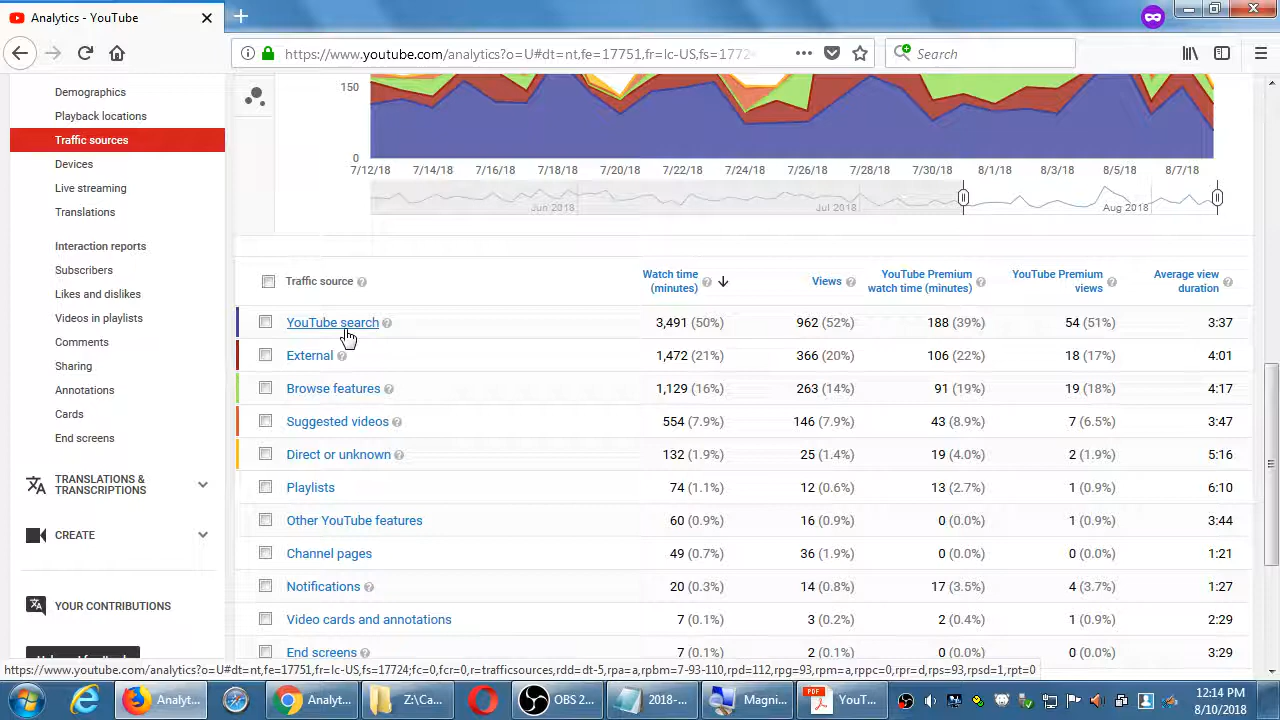 Analytics - YouTube
https://www.youtube.com/analytics?o=U#dt=nt,fe=17751,fr=lc-US,fs=1772
Search
Demographics
Playback locations
Traffic sources
Devices
Live streaming
Translations
Interaction reports
Subscribers
Likes and dislikes
Videos in playlists
Comments
Sharing
Annotations
Cards
End screens
TRANSLATIONS &
TRANSCRIPTIONS
CREATE
YOUR CONTRIBUTIONS
150
0
7/12/18 7/14/18 7/16/18 7/18/18 7/20/18 7/22/18 7/24/18 7/26/18 7/28/18 7/30/18 8/1/18 8/3/18 8/5/18 8/7/18
Jun 2018 Jul 2018 Aug 2018
Traffic source ? Watch time (minutes) ? Views ? YouTube Premium watch time (minutes) ? YouTube Premium views ? Average view duration ?
YouTube search ? 3,491 (50%) 962 (52%) 188 (39%) 54 (51%) 3:37
External ? 1,472 (21%) 366 (20%) 106 (22%) 18 (17%) 4:01
Browse features ? 1,129 (16%) 263 (14%) 91 (19%) 19 (18%) 4:17
Suggested videos ? 554 (7.9%) 146 (7.9%) 43 (8.9%) 7 (6.5%) 3:47
Direct or unknown ? 132 (1.9%) 25 (1.4%) 19 (4.0%) 2 (1.9%) 5:16
Playlists 74 (1.1%) 12 (0.6%) 13 (2.7%) 1 (0.9%) 6:10
Other YouTube features 60 (0.9%) 16 (0.9%) 0 (0.0%) 1 (0.9%) 3:44
Channel pages 49 (0.7%) 36 (1.9%) 0 (0.0%) 0 (0.0%) 1:21
Notifications ? 20 (0.3%) 14 (0.8%) 17 (3.5%) 4 (3.7%) 1:27
Video cards and annotations 7 (0.1%) 3 (0.2%) 2 (0.4%) 1 (0.9%) 2:29
End screens ? 7 (0.1%) 2 (0.1%) 0 (0.0%) 0 (0.0%) 3:29
https://www.youtube.com/analytics?o=U#dt=nt,fe=17751,fr=lc-US,fs=17724;fc=0,fcr=0,r=trafficsources,rdd=dt-5,rpa=a,rpbm=7-93-110,rpd=112,rpg=93,rpm=a,rppc=0,rpr=d,rps=93,rpsd=1,rpt=0
Analyt... Analyt... Z:\Ca... OBS 2... 2018-... Magni... PDF YouT...
12:14 PM
8/10/2018